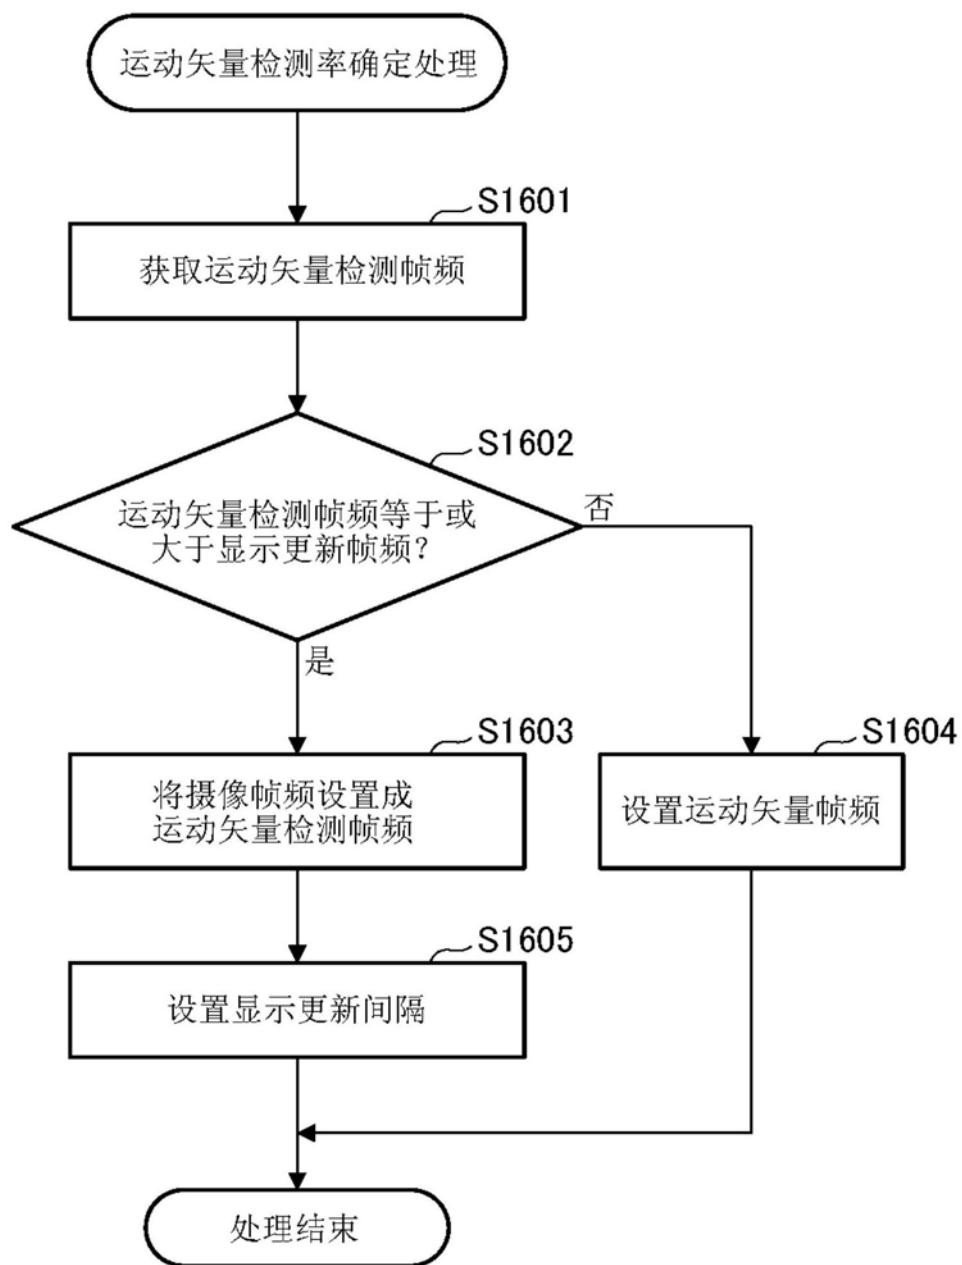 运动矢量检测率确定处理
S1601
获取运动矢量检测帧频
S1602
运动矢量检测帧频等于或
大于显示更新帧频？
否
是
S1603
将摄像帧频设置成
运动矢量检测帧频
S1604
设置运动矢量帧频
S1605
设置显示更新间隔
处理结束